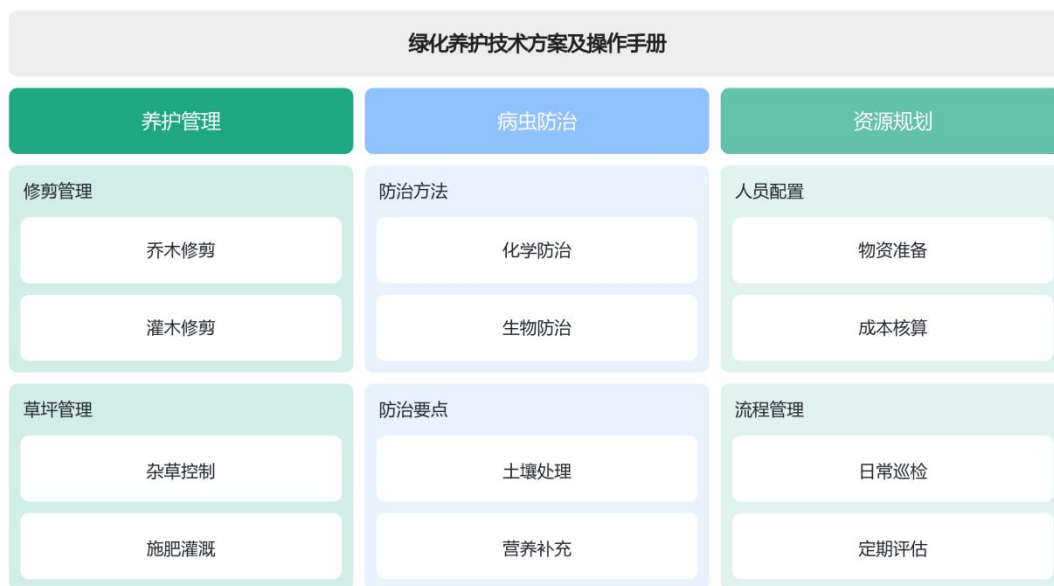 绿化养护技术方案及操作手册
养护管理
病虫防治
资源规划
修剪管理
乔木修剪
灌木修剪
防治方法
化学防治
生物防治
人员配置
物资准备
成本核算
草坪管理
杂草控制
施肥灌溉
防治要点
土壤处理
营养补充
流程管理
日常巡检
定期评估